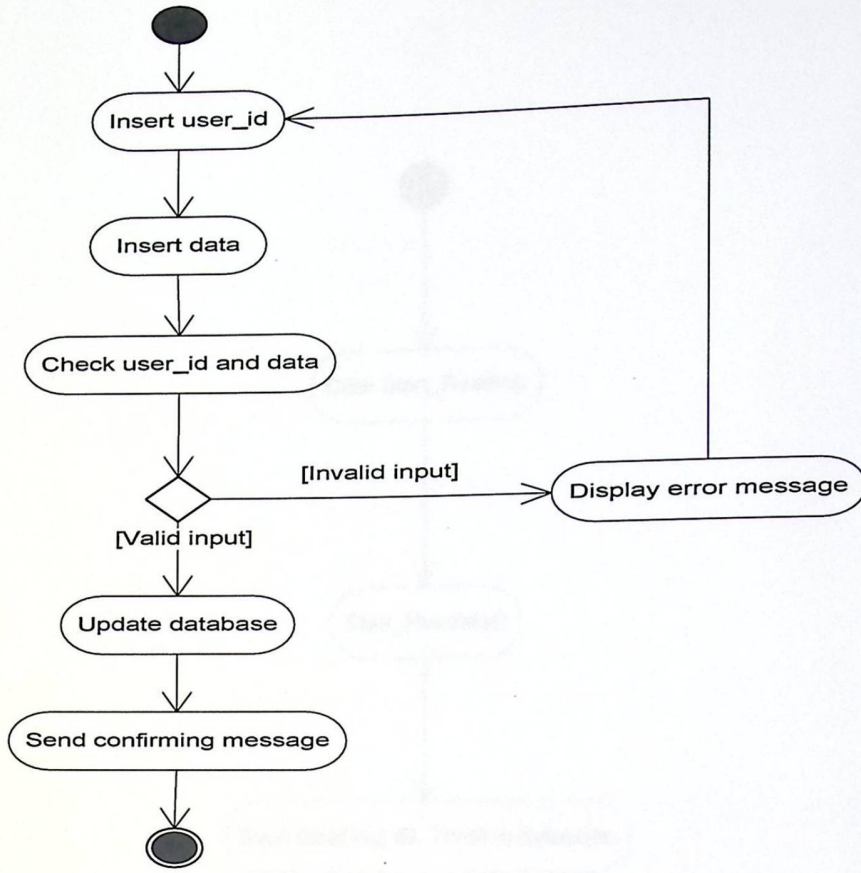 Insert user_id
Insert data
Check user_id and data
[Invalid input]
Display error message
[Valid input]
Update database
Send confirming message